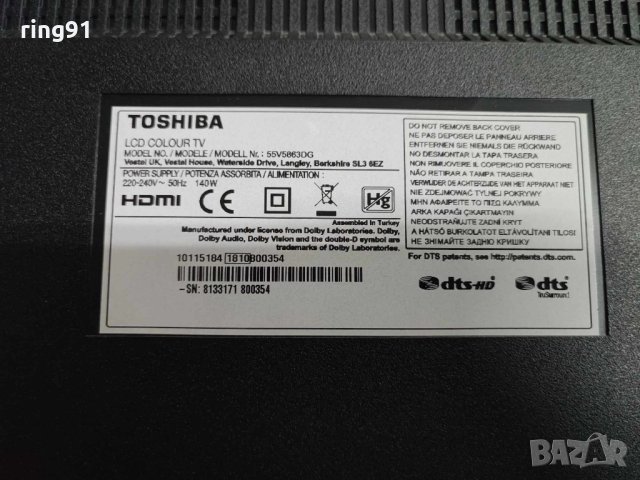 ring91
TOSHIBA
LCD COLOUR TV
MODEL NO. / MODELE / MODELL Nr. : 55V5863DG
Vestel UK, Vestel House, Waterside Drive, Langley, Berkshire SL3 6EZ
POWER SUPPLY / POTENZA ASSORBITA / ALIMENTATION :
220-240V~ 50Hz 140W
HDMI CE Hg
Assembled in Turkey
Manufactured under license from Dolby Laboratories. Dolby,
Dolby Audio, Dolby Vision and the double-D symbol are
trademarks of Dolby Laboratories.
10115184 1810 800354
-SN: 8133171 800354
DO NOT REMOVE BACK COVER
NE PAS DEPOSER LE PANNEAU ARRIERE
ENTFERNEN SIE NIEMALS DIE RÜCKWAND
NO DESMONTAR LA TAPA TRASERA
NON RIMUOVERE IL COPERCHIO POSTERIORE
NÃO RETIRAR O ESPELHO TRASEIRO
VERWIJDER DE ACHTERZIJDE VAN HET APPARAAT NIET
NIE ZDEJMOWAĆ TYLNEJ POKRYWY
ΜΗΝ ΑΦΑΙΡΕΙΤΕ ΤΟ ΠΙΣΩ ΚΑΛΥΜΜΑ
ARKA KAPAĞI ÇIKARTMAYIN
NEODSTRAŇUJTE ZADNÍ KRYT
A HÁTSÓ BURKOLATOT ELTÁVOLÍTANI TILOS!
НЕ ЗНІМАЙТЕ ЗАДНЮ КРИШКУ
For DTS patents, see http://patents.dts.com.
dts-HD dts
TruSurround
BAZAR